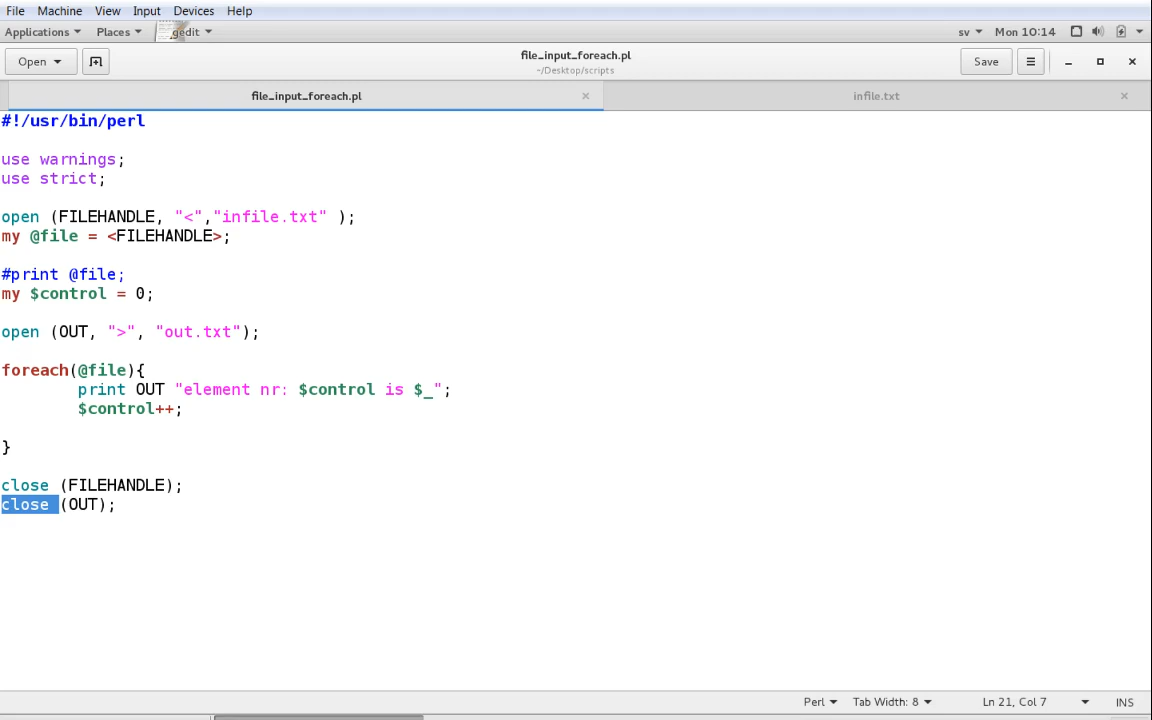 File Machine View Input Devices Help
Applications Places gedit sv Mon 10:14
Open file_input_foreach.pl Save
~/Desktop/scripts
file_input_foreach.pl infile.txt
#!/usr/bin/perl
use warnings;
use strict;
open (FILEHANDLE, "<","infile.txt" );
my @file = <FILEHANDLE>;
#print @file;
my $control = 0;
open (OUT, ">", "out.txt");
foreach(@file){
print OUT "element nr: $control is $_";
$control++;
}
close (FILEHANDLE);
close (OUT);
Perl Tab Width: 8 Ln 21, Col 7 INS